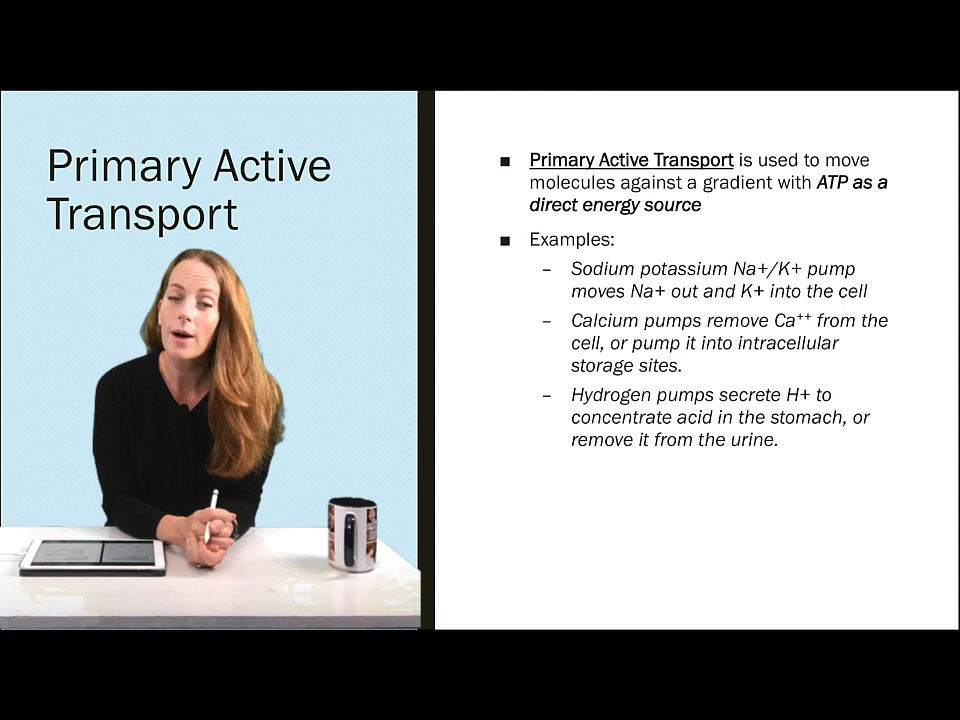 Primary Active
Transport
■ Primary Active Transport is used to move
molecules against a gradient with ATP as a
direct energy source
■ Examples:
– Sodium potassium Na+/K+ pump
moves Na+ out and K+ into the cell
– Calcium pumps remove Ca++ from the
cell, or pump it into intracellular
storage sites.
– Hydrogen pumps secrete H+ to
concentrate acid in the stomach, or
remove it from the urine.